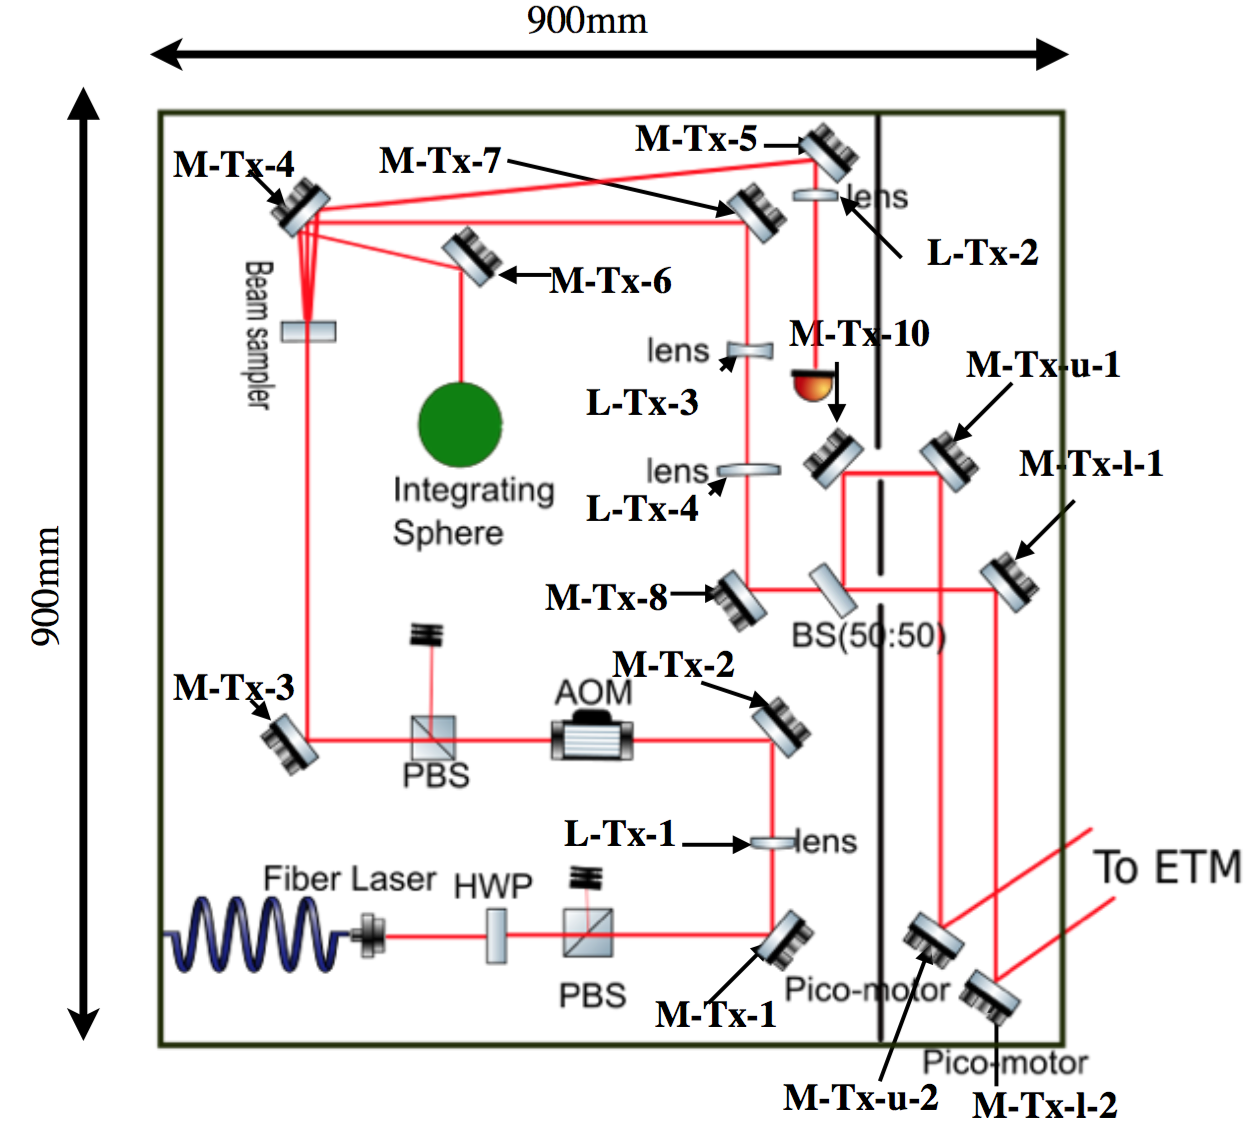 900mm
M-Tx-5
M-Tx-4
M-Tx-7
lens
L-Tx-2
M-Tx-6
Beam sampler
M-Tx-10
lens
M-Tx-u-1
L-Tx-3
M-Tx-l-1
lens
Integrating
Sphere
L-Tx-4
900mm
M-Tx-8
BS(50:50)
M-Tx-2
M-Tx-3
AOM
PBS
L-Tx-1
lens
To ETM
Fiber Laser
HWP
PBS
Pico-motor
M-Tx-1
Pico-motor
M-Tx-u-2
M-Tx-l-2